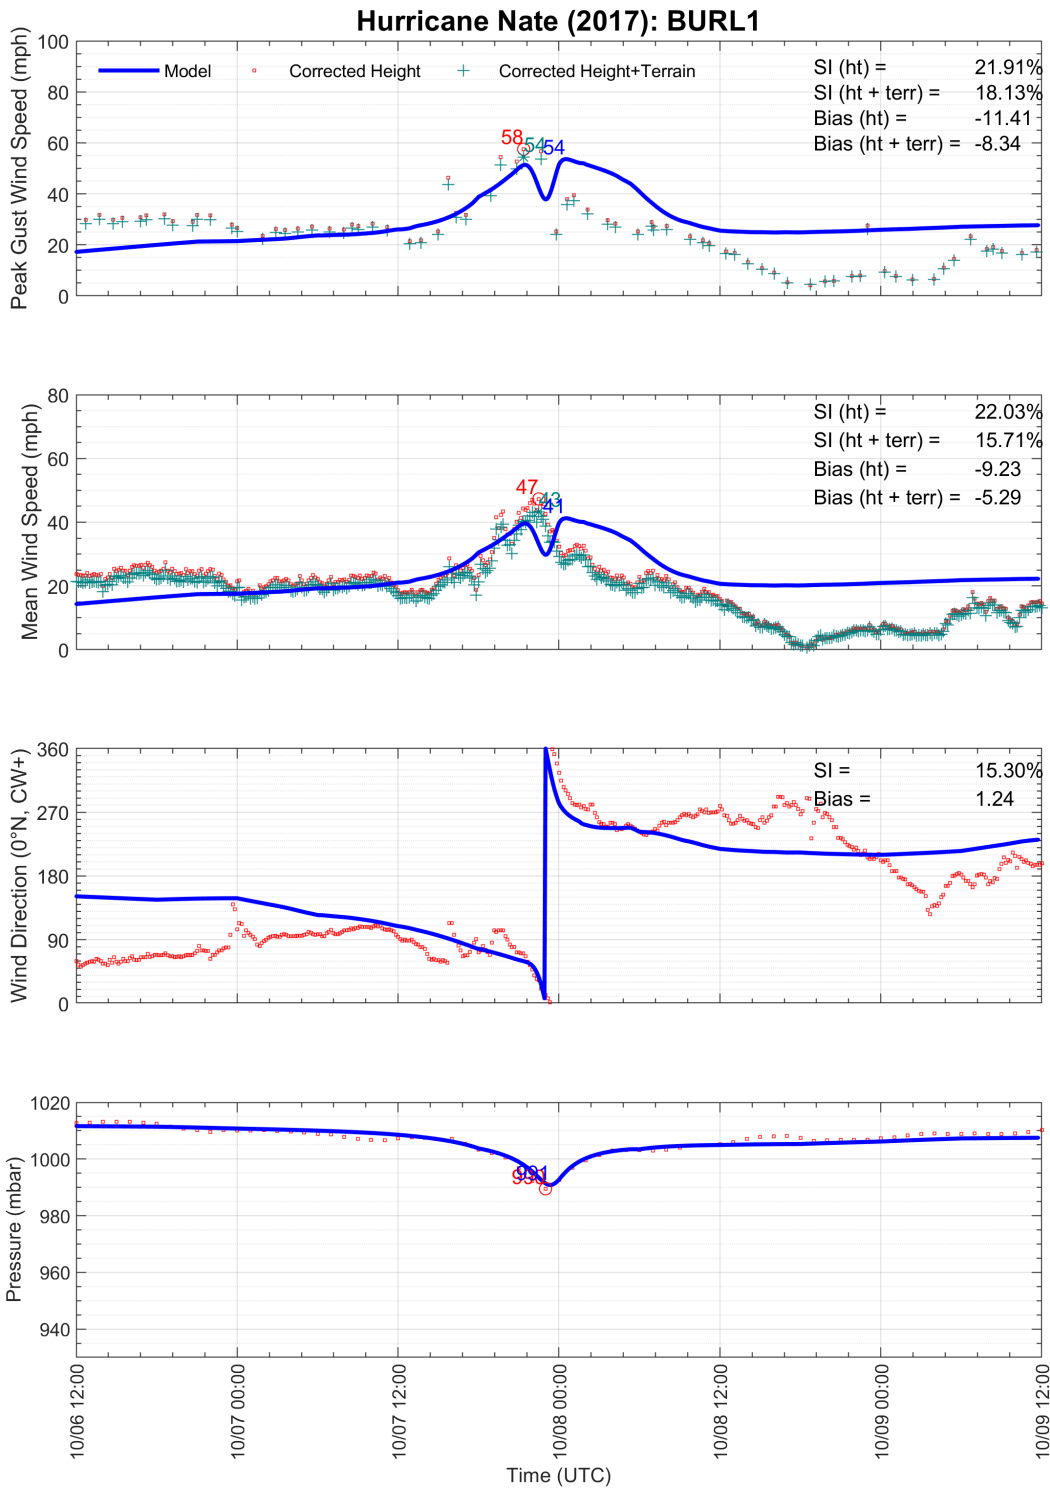 Hurricane Nate (2017): BURL1
Peak Gust Wind Speed (mph)
100
80
60
40
20
0
Model
Corrected Height
Corrected Height+Terrain
SI (ht) = 21.91%
SI (ht + terr) = 18.13%
Bias (ht) = -11.41
Bias (ht + terr) = -8.34
58
54
54
Mean Wind Speed (mph)
80
60
40
20
0
SI (ht) = 22.03%
SI (ht + terr) = 15.71%
Bias (ht) = -9.23
Bias (ht + terr) = -5.29
47
43
41
Wind Direction (0°N, CW+)
360
270
180
90
0
SI = 15.30%
Bias = 1.24
Pressure (mbar)
1020
1000
980
960
940
991
10/06 12:00
10/07 00:00
10/07 12:00
10/08 00:00
10/08 12:00
10/09 00:00
10/09 12:00
Time (UTC)